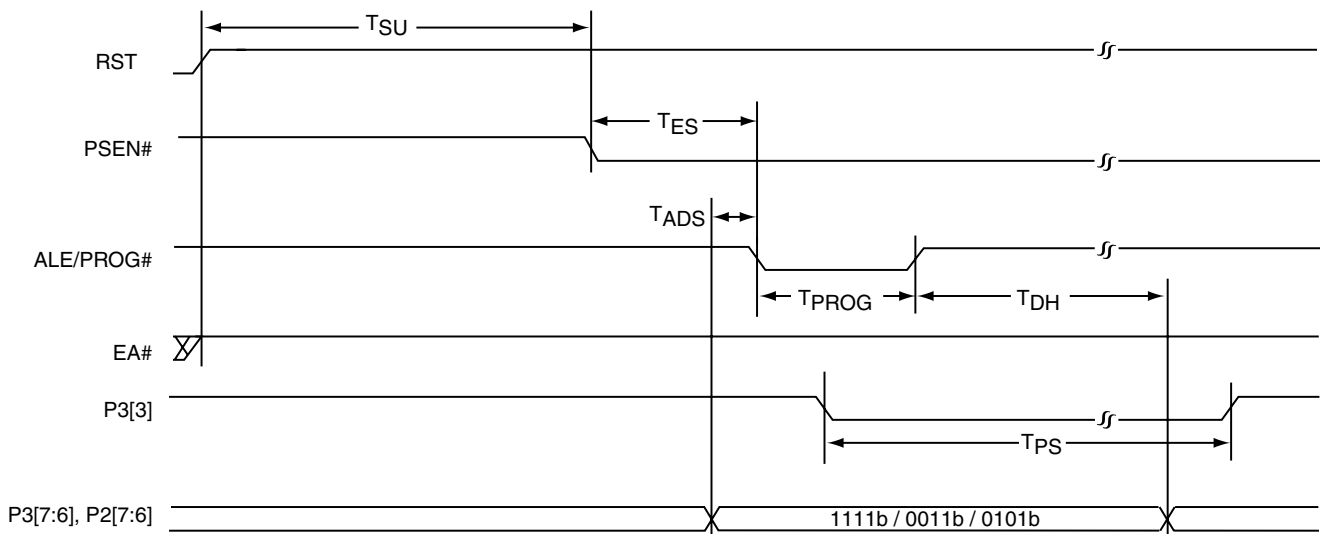 TSU
RST
TES
PSEN#
TADS
ALE/PROG#
TPROG
TDH
EA#
P3[3]
TPS
P3[7:6], P2[7:6]
1111b / 0011b / 0101b